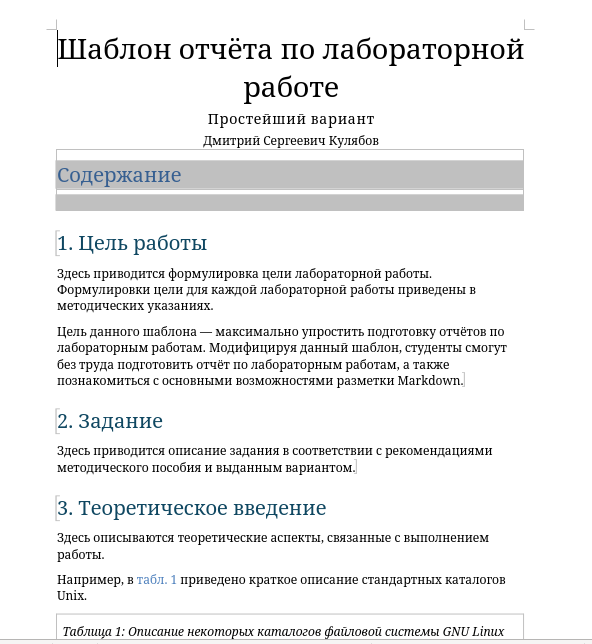 Шаблон отчёта по лабораторной
работе
Простейший вариант
Дмитрий Сергеевич Кулябов
Содержание
1. Цель работы
Здесь приводится формулировка цели лабораторной работы.
Формулировки цели для каждой лабораторной работы приведены в
методических указаниях.
Цель данного шаблона — максимально упростить подготовку отчётов по
лабораторным работам. Модифицируя данный шаблон, студенты смогут
без труда подготовить отчёт по лабораторным работам, а также
познакомиться с основными возможностями разметки Markdown.
2. Задание
Здесь приводится описание задания в соответствии с рекомендациями
методического пособия и выданным вариантом.
3. Теоретическое введение
Здесь описываются теоретические аспекты, связанные с выполнением
работы.
Например, в табл. 1 приведено краткое описание стандартных каталогов
Unix.
Таблица 1: Описание некоторых каталогов файловой системы GNU Linux